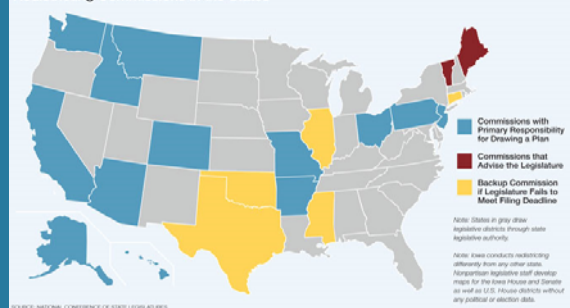 Commissions with
Primary Responsibility
for Drawing a Plan
Commissions that
Advise the Legislature
Backup Commission
if Legislature Fails to
Meet Filing Deadline
Note: States in gray draw
legislative districts through state
legislative authority.
Note: Iowa conducts redistricting
differently from any other state.
Nonpartisan legislative staff develop
maps for the Iowa House and Senate
as well as U.S. House districts without
any political or election data.
SOURCE: NATIONAL CONFERENCE OF STATE LEGISLATURES